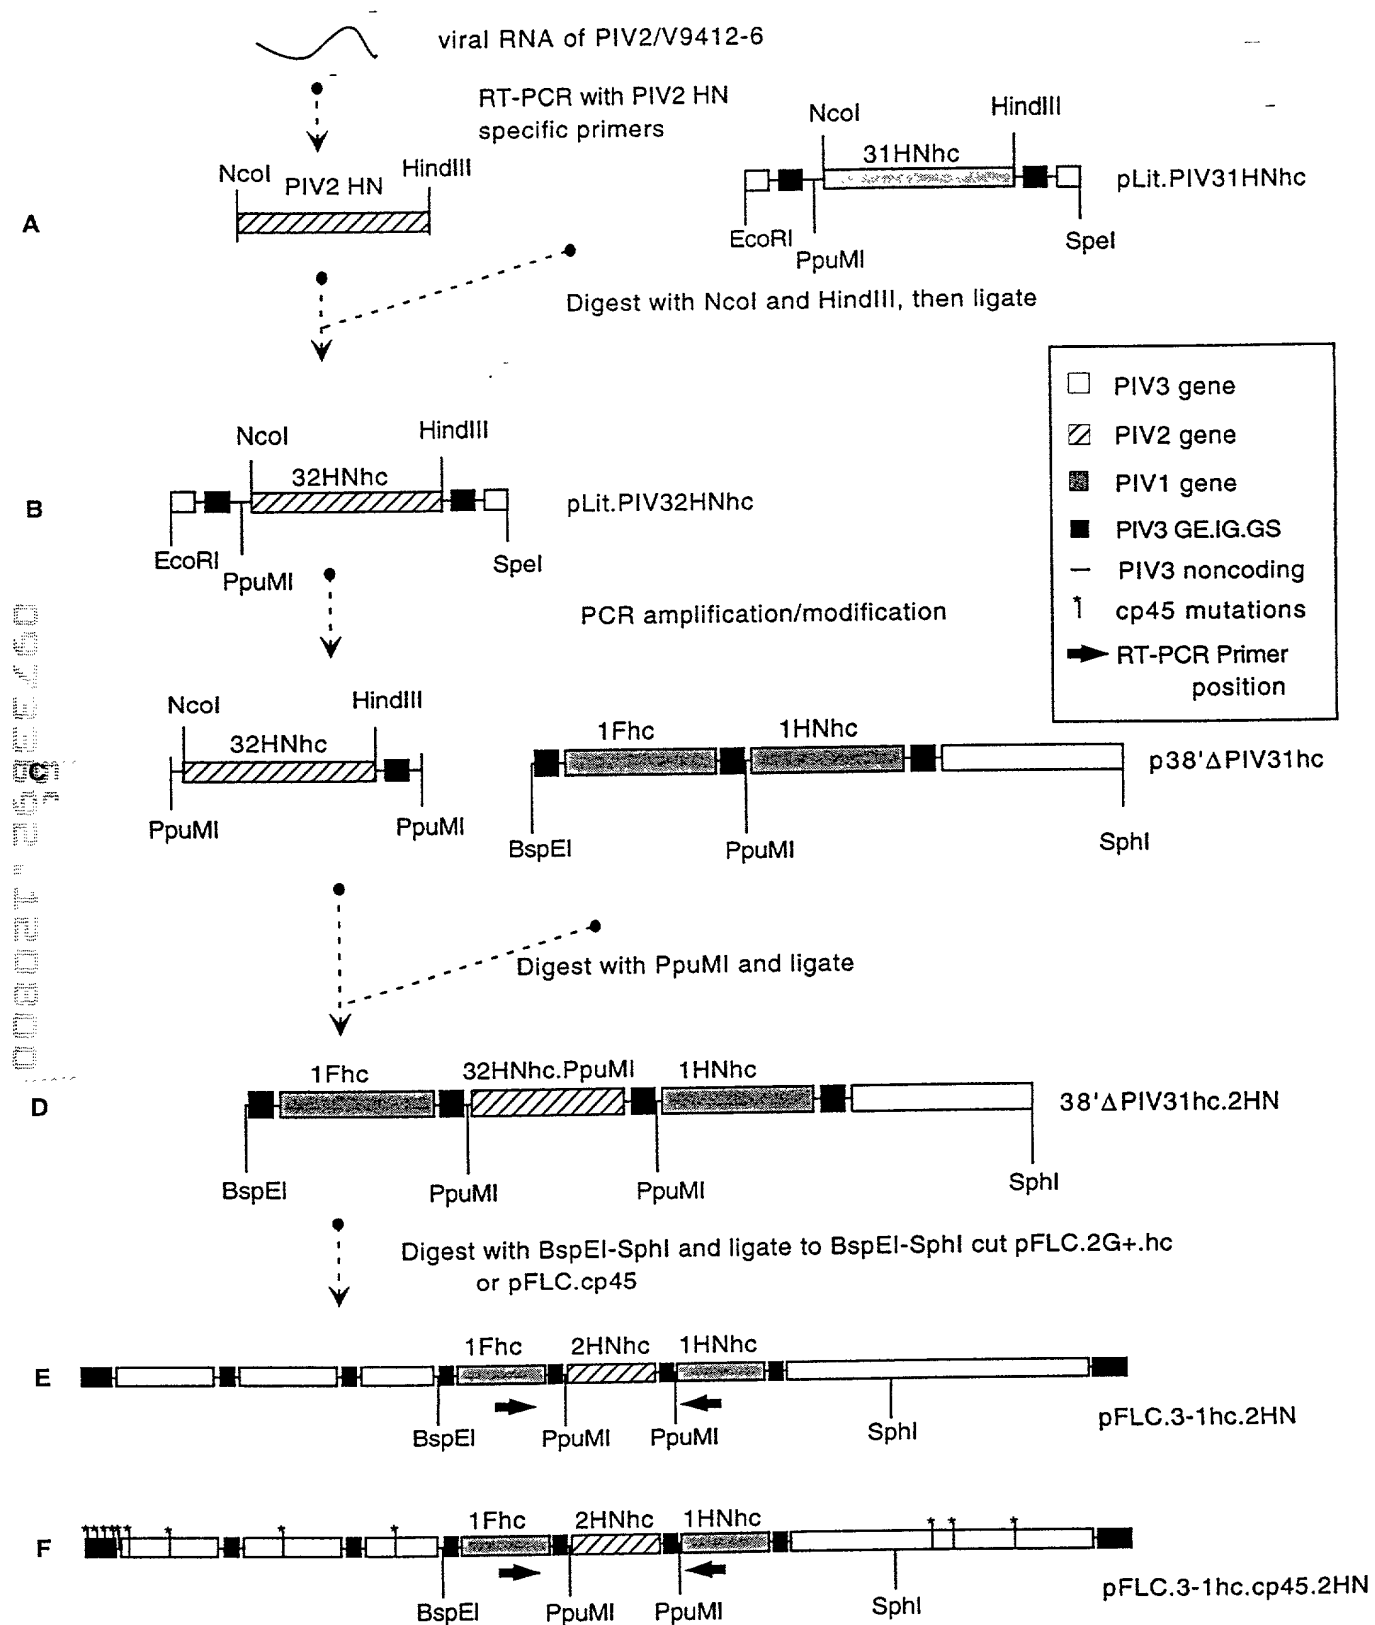 viral RNA of PIV2/V9412-6
RT-PCR with PIV2 HN
specific primers
NcoI
HindIII
31HNhc
pLit.PIV31HNhc
EcoRI
PpuMI
SpeI
NcoI
PIV2 HN
HindIII
A
Digest with NcoI and HindIII, then ligate
PIV3 gene
PIV2 gene
PIV1 gene
PIV3 GE.IG.GS
PIV3 noncoding
cp45 mutations
RT-PCR Primer
position
NcoI
HindIII
32HNhc
B
pLit.PIV32HNhc
EcoRI
PpuMI
SpeI
PCR amplification/modification
NcoI
HindIII
32HNhc
C
PpuMI
PpuMI
1Fhc
1HNhc
p38'ΔPIV31hc
BspEI
PpuMI
SphI
Digest with PpuMI and ligate
1Fhc
32HNhc.PpuMI
1HNhc
D
38'ΔPIV31hc.2HN
BspEI
PpuMI
PpuMI
SphI
Digest with BspEI-SphI and ligate to BspEI-SphI cut pFLC.2G+.hc
or pFLC.cp45
1Fhc
2HNhc
1HNhc
E
BspEI
PpuMI
PpuMI
SphI
pFLC.3-1hc.2HN
1Fhc
2HNhc
1HNhc
F
BspEI
PpuMI
PpuMI
SphI
pFLC.3-1hc.cp45.2HN